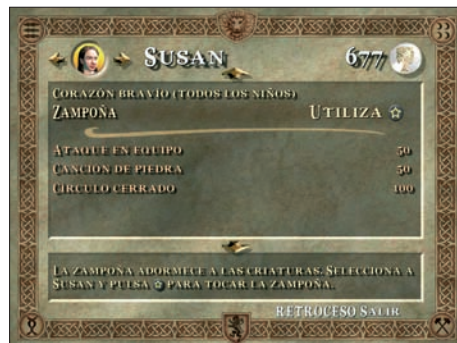 33
SUSAN 677
CORAZÓN BRAVÍO (TODOS LOS NIÑOS)
ZAMPOÑA UTILIZA
ATAQUE EN EQUIPO 50
CANCIÓN DE PIEDRA 50
CÍRCULO CERRADO 100
LA ZAMPOÑA ADORMECE A LAS CRIATURAS. SELECCIONA A
SUSAN Y PULSA PARA TOCAR LA ZAMPOÑA.
RETROCESO SALIR